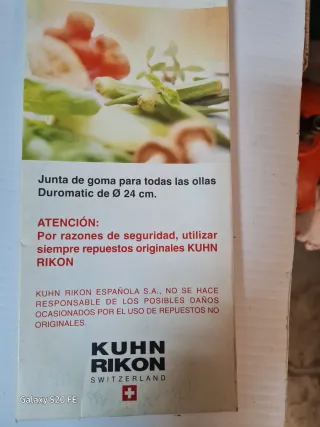 Junta de goma para todas las ollas
Duromatic de Ø 24 cm.
ATENCIÓN:
Por razones de seguridad, utilizar
siempre repuestos originales KUHN
RIKON
KUHN RIKON ESPAÑOLA S.A., NO SE HACE
RESPONSABLE DE LOS POSIBLES DAÑOS
OCASIONADOS POR EL USO DE REPUESTOS NO
ORIGINALES
KUHN
RIKON
SWITZERLAND
Galaxy S20 FE